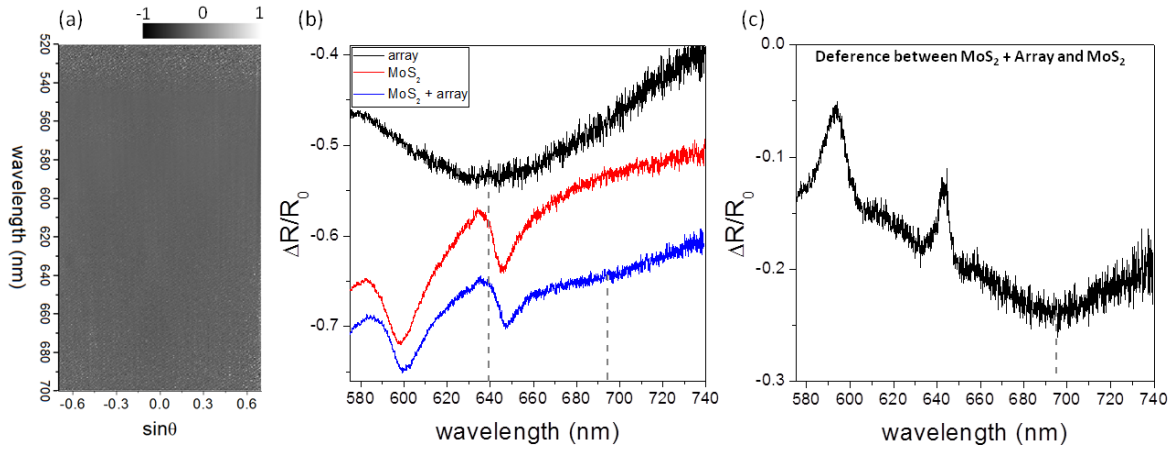 (a)
-1 0 1
520
540
560
580
600
620
640
660
680
700
wavelength (nm)
-0.6 -0.3 0.0 0.3 0.6
sinθ
(b)
array
MoS₂
MoS₂ + array
-0.4
-0.5
-0.6
-0.7
ΔR/R₀
580 600 620 640 660 680 700 720 740
wavelength (nm)
(c)
Deference between MoS₂ + Array and MoS₂
0.0
-0.1
-0.2
-0.3
ΔR/R₀
580 600 620 640 660 680 700 720 740
wavelength (nm)